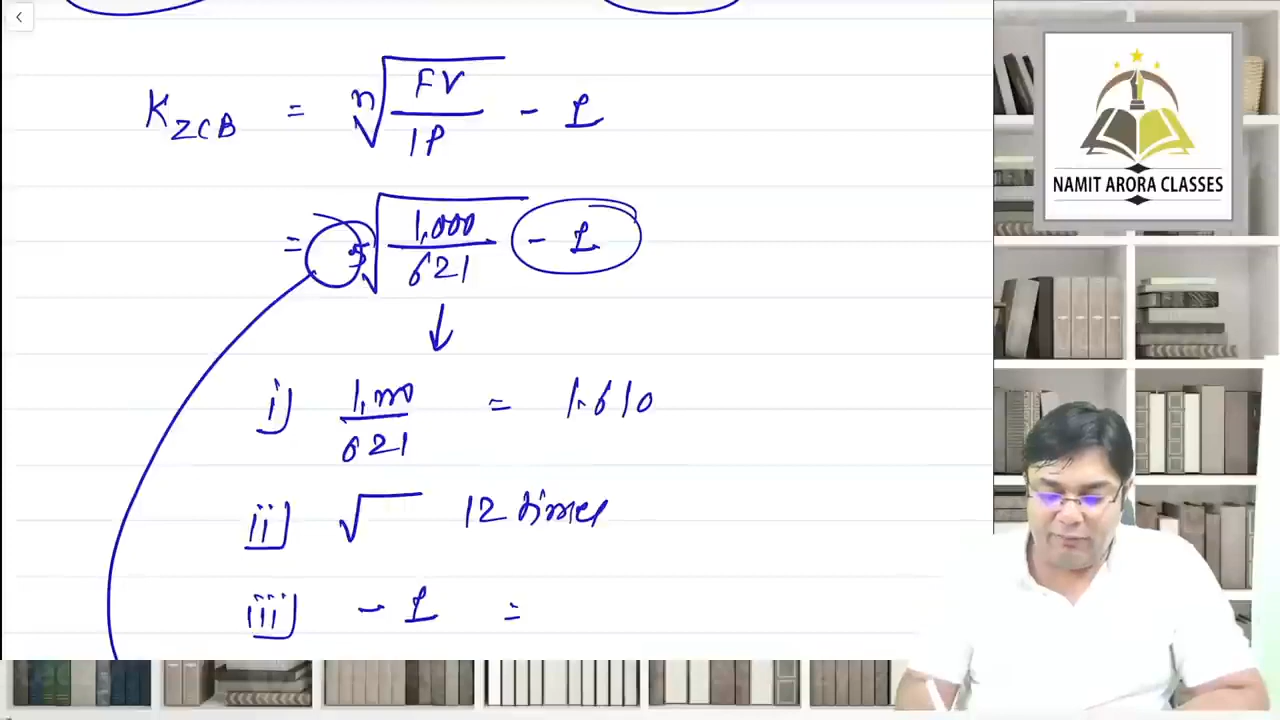 K ZCB = n√ FV / IP - 1
= 5√ 1,000 / 621 - 1
i) 1,000 / 621 = 1.610
ii) √ 12 times
iii) - 1 =
NAMIT ARORA CLASSES